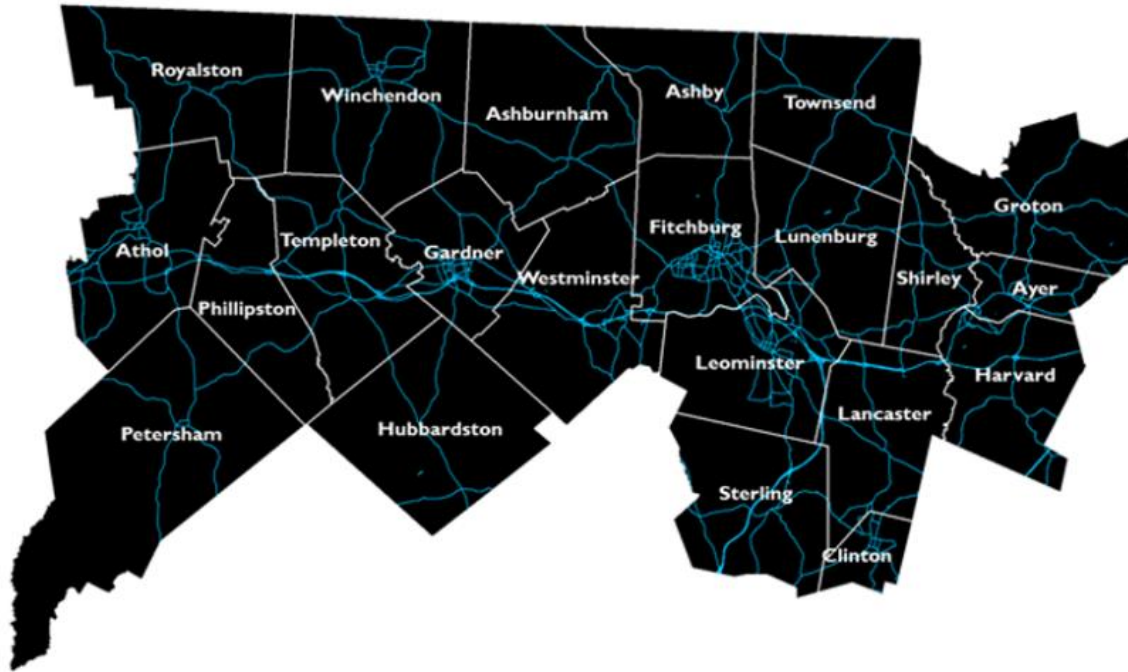 Royalston
Winchendon
Ashburnham
Ashby
Townsend
Athol
Phillipston
Templeton
Gardner
Westminster
Fitchburg
Lunenburg
Shirley
Groton
Ayer
Harvard
Petersham
Hubbardston
Leominster
Lancaster
Sterling
Clinton